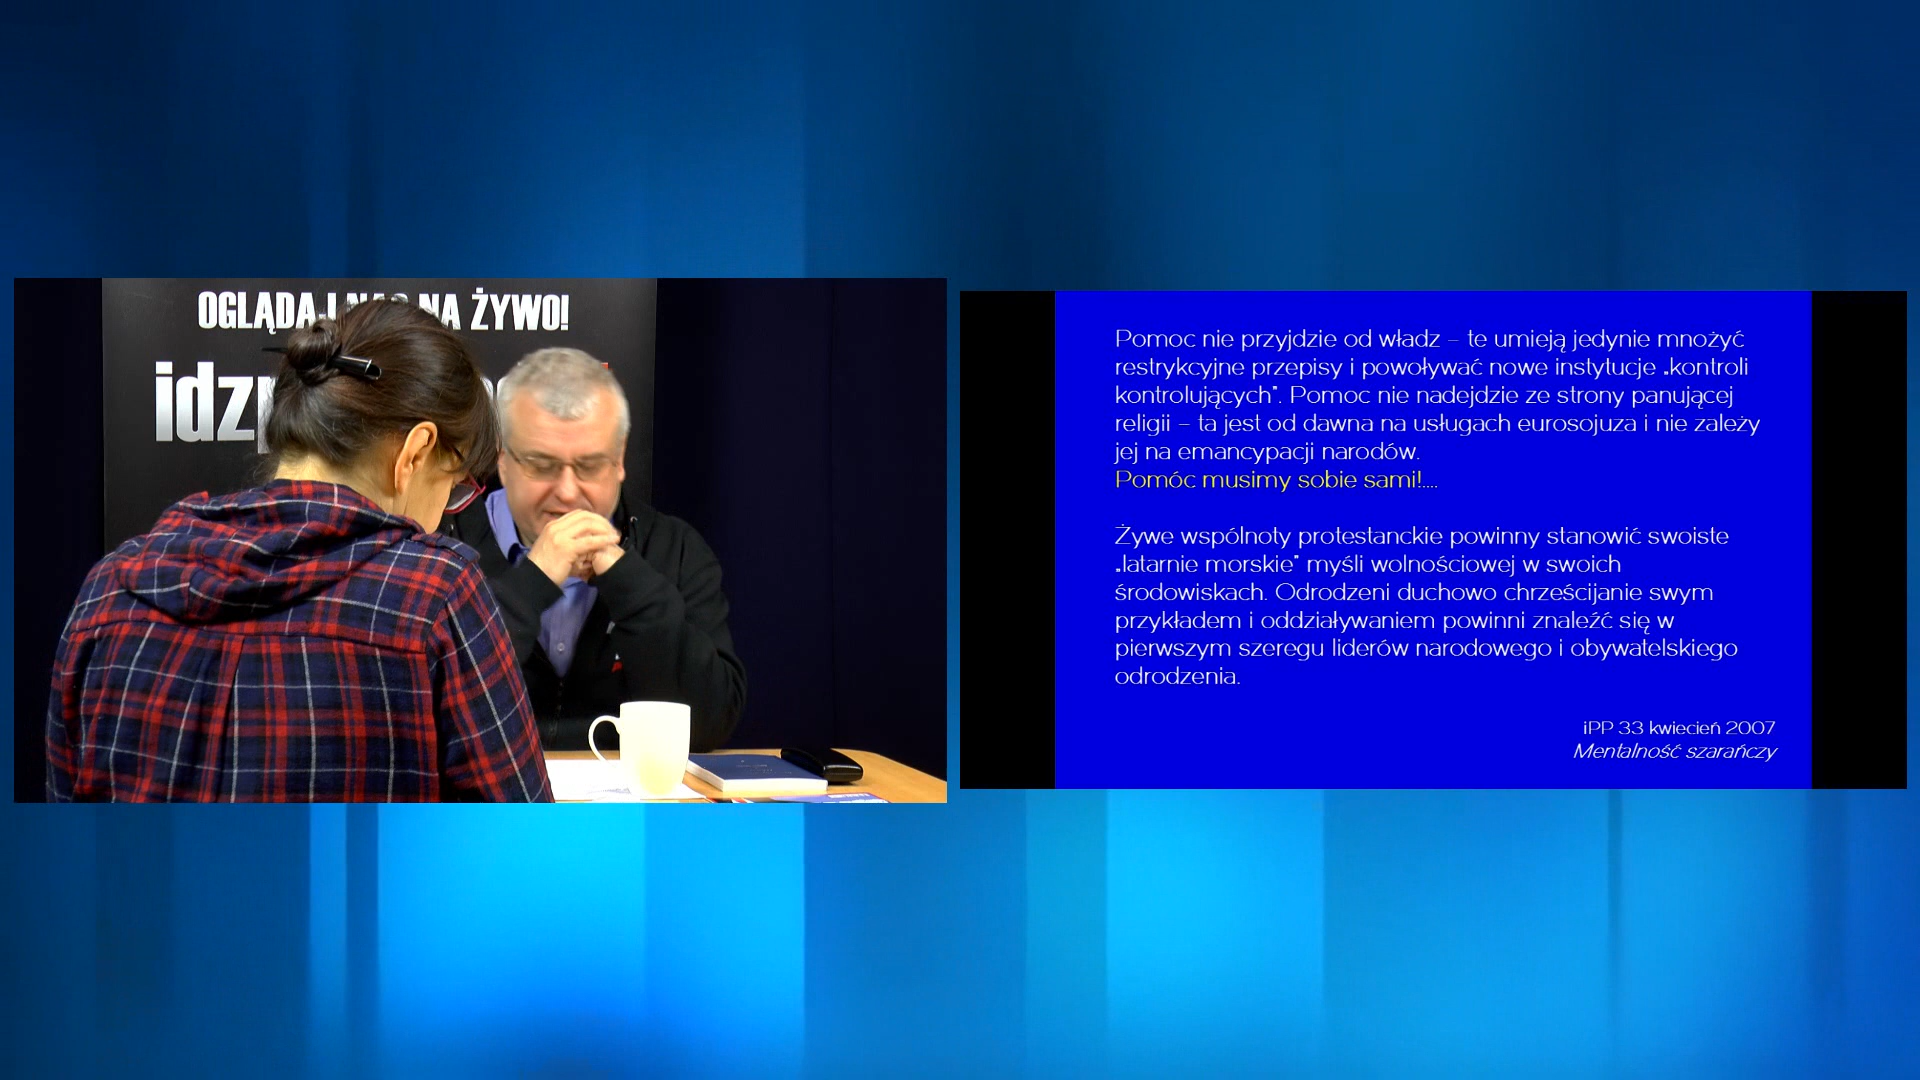 OGLĄDAJ NAS NA ŻYWO!
Pomoc nie przyjdzie od władz – te umieją jedynie mnożyć
restrykcyjne przepisy i powoływać nowe instytucje „kontroli
kontrolujących”. Pomoc nie nadejdzie ze strony panującej
religii – ta jest od dawna na usługach eurosojuza i nie zależy
jej na emancypacji narodów.
Pomóc musimy sobie sami!....
Żywe wspólnoty protestanckie powinny stanowić swoiste
„latarnie morskie” myśli wolnościowej w swoich
środowiskach. Odrodzeni duchowo chrześcijanie swym
przykładem i oddziaływaniem powinni znaleźć się w
pierwszym szeregu liderów narodowego i obywatelskiego
odrodzenia.
iPP 33 kwiecień 2007
Mentalność szarańczy